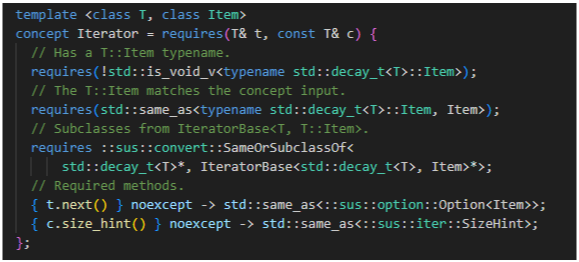 template <class T, class Item>
concept Iterator = requires(T& t, const T& c) {
  // Has a T::Item typename.
  requires(!std::is_void_v<typename std::decay_t<T>::Item>);
  // The T::Item matches the concept input.
  requires(std::same_as<typename std::decay_t<T>::Item, Item>);
  // Subclasses from IteratorBase<T, T::Item>.
  requires ::sus::convert::SameOrSubclassOf<
      std::decay_t<T>*, IteratorBase<std::decay_t<T>, Item>*>;
  // Required methods.
  { t.next() } noexcept -> std::same_as<::sus::option::Option<Item>>;
  { c.size_hint() } noexcept -> std::same_as<::sus::iter::SizeHint>;
};